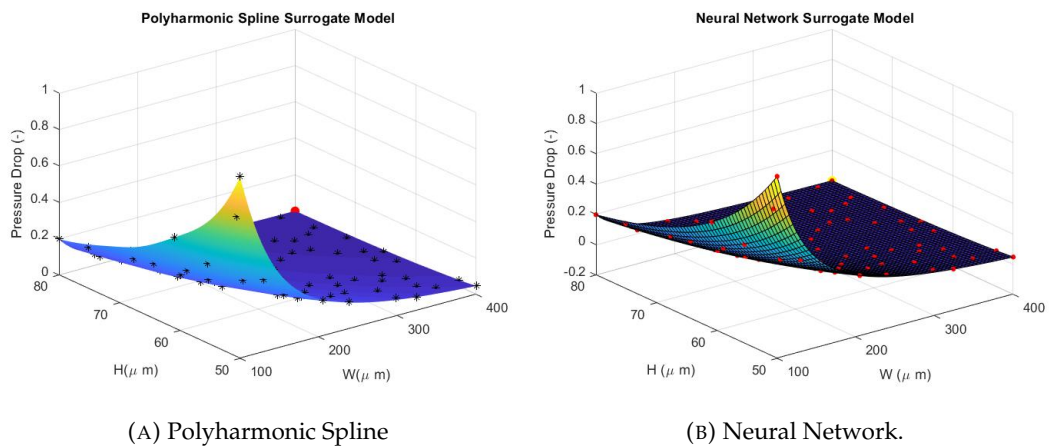 Polyharmonic Spline Surrogate Model
1
0.8
0.6
0.4
0.2
0
Pressure Drop (-)
80
70
60
50
H(μ m)
100
200
300
400
W(μ m)
(A) Polyharmonic Spline
Neural Network Surrogate Model
1
0.8
0.6
0.4
0.2
0
-0.2
Pressure Drop (-)
80
70
60
50
H (μ m)
100
200
300
400
W (μ m)
(B) Neural Network.